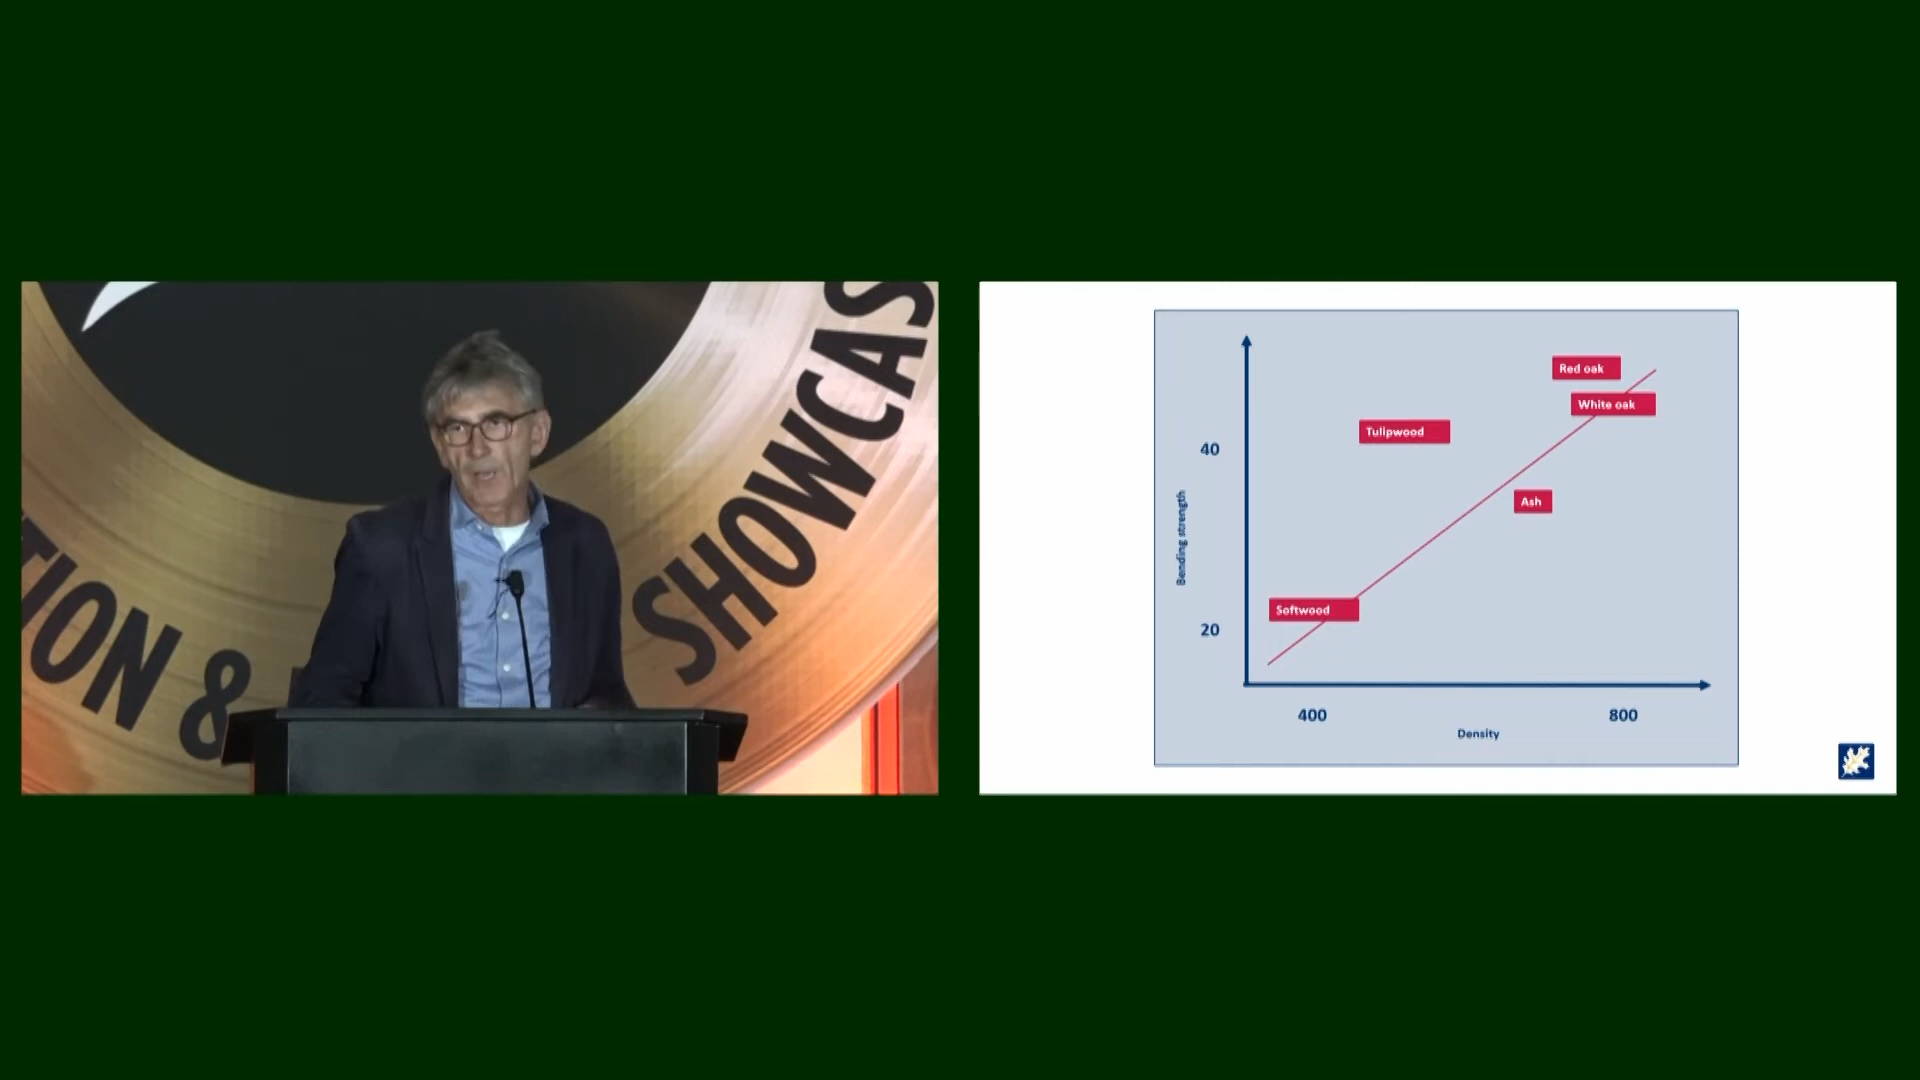 TION &
SHOWCAS
Red oak
White oak
Tulipwood
40
Ash
Bending strength
Softwood
20
400
800
Density